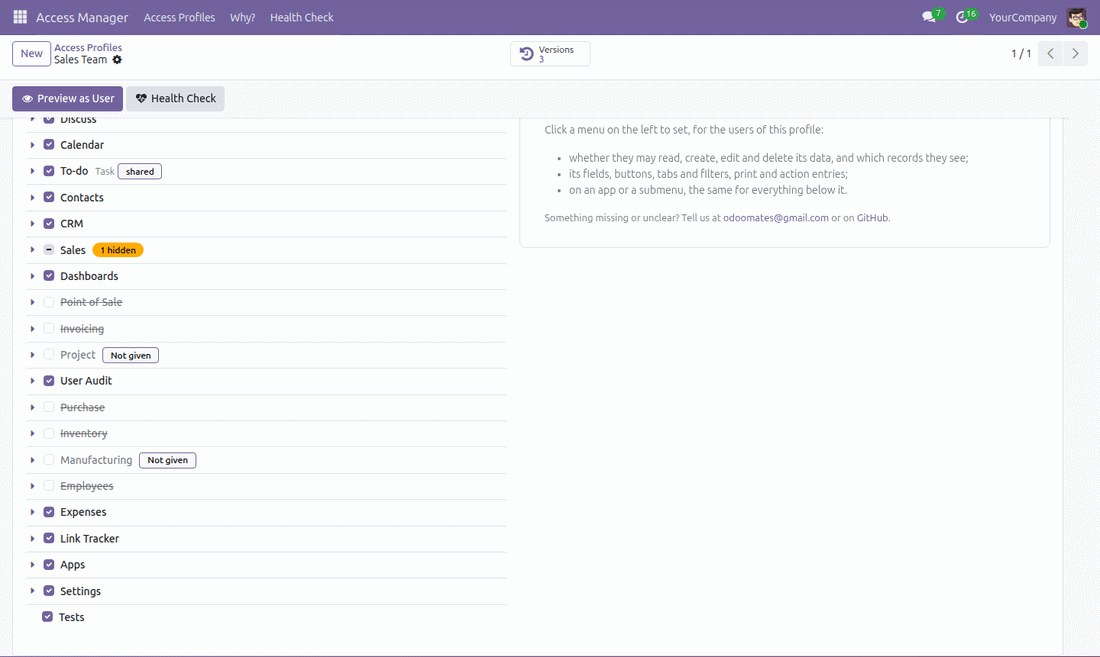 Access Manager Access Profiles Why? Health Check 7 16 YourCompany
New Access Profiles Versions 1 / 1
Sales Team 3
Preview as User Health Check
Discuss
Click a menu on the left to set, for the users of this profile:
Calendar
whether they may read, create, edit and delete its data, and which records they see;
To-do Task shared
its fields, buttons, tabs and filters, print and action entries;
on an app or a submenu, the same for everything below it.
Contacts
Something missing or unclear? Tell us at odoomates@gmail.com or on GitHub.
CRM
Sales 1 hidden
Dashboards
Point of Sale
Invoicing
Project Not given
User Audit
Purchase
Inventory
Manufacturing Not given
Employees
Expenses
Link Tracker
Apps
Settings
Tests